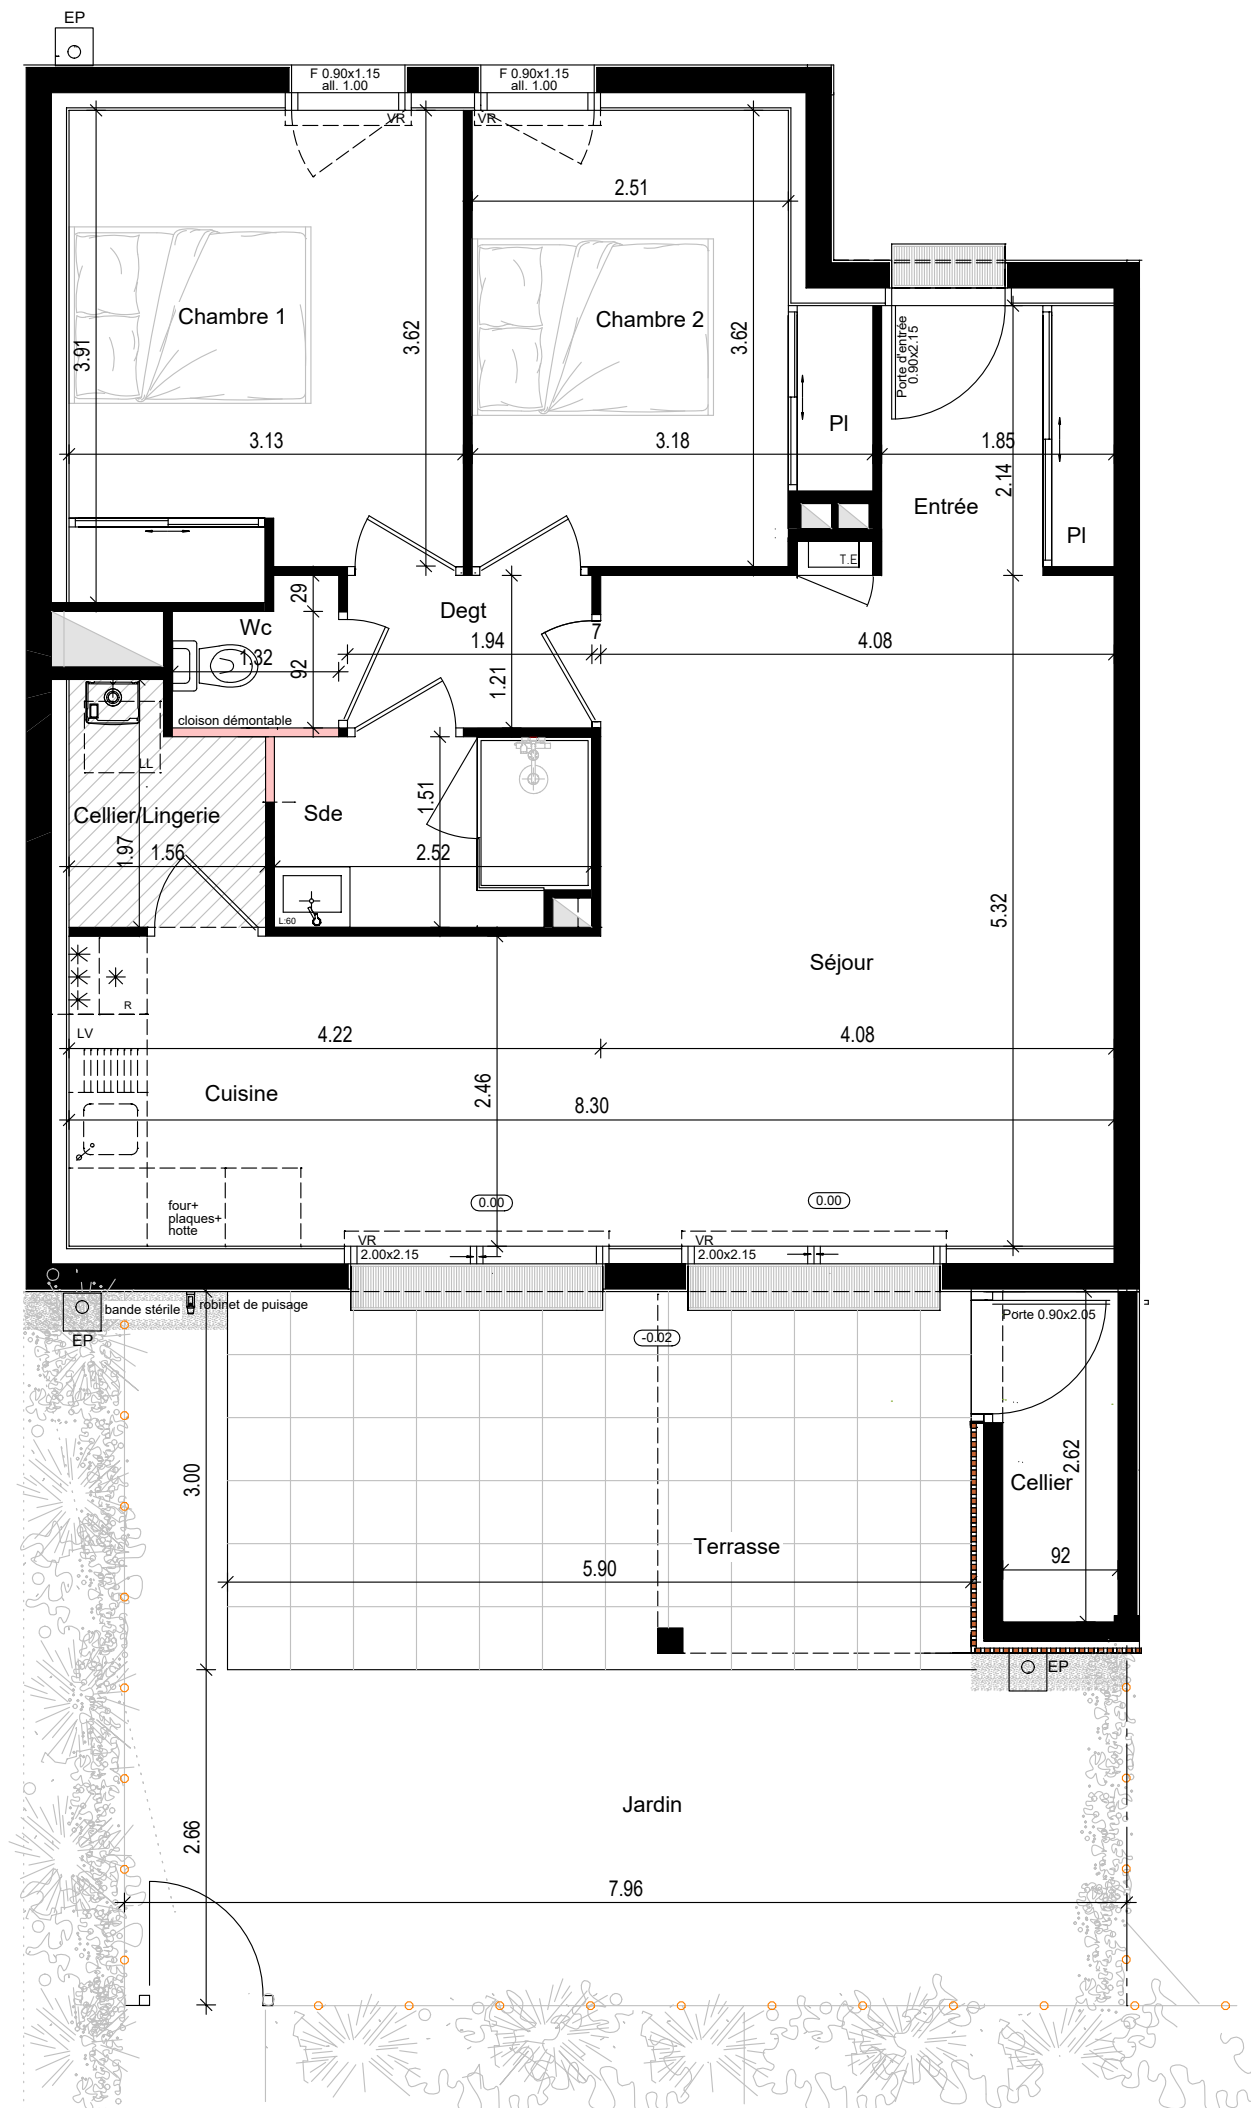 EP
F 0.90x1.15
all. 1.00
F 0.90x1.15
all. 1.00
VR
VR
2.51
Chambre 1
Chambre 2
3.91
3.62
3.62
Porte d'entrée
0.90x2.15
Pl
3.13
3.18
1.85
2.14
Entrée
Pl
T.E
29
Degt
Wc
7
1.94
4.08
1.32
92
1.21
cloison démontable
LL
1.51
Sde
Cellier/Lingerie
1.97
1.56
2.52
L:60
5.32
Séjour
R
LV
4.22
4.08
2.46
Cuisine
8.30
four+
plaques+
hotte
0.00
0.00
VR
2.00x2.15
VR
2.00x2.15
bande stérile
robinet de puisage
EP
Porte 0.90x2.05
-0.02
3.00
2.62
Cellier
Terrasse
92
5.90
EP
Jardin
2.66
7.96